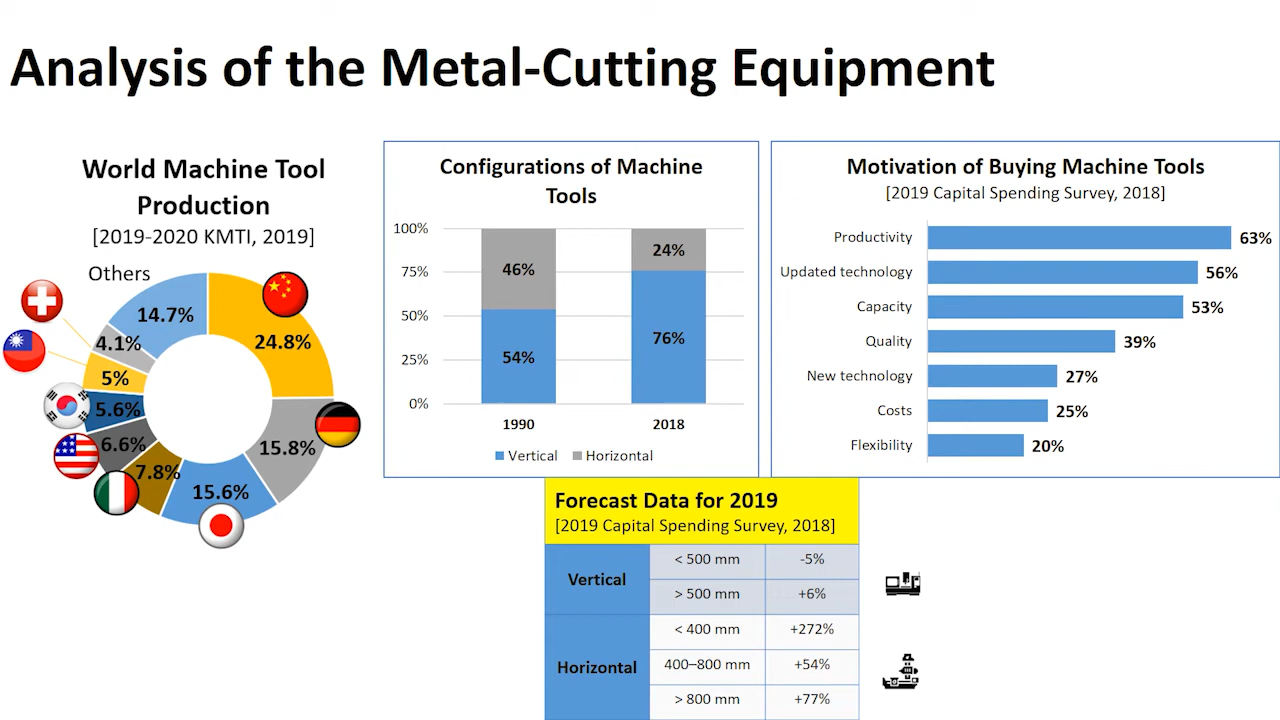 Analysis of the Metal-Cutting Equipment
World Machine Tool
Production
[2019-2020 KMTI, 2019]
Others
14.7%
24.8%
4.1%
5%
5.6%
6.6%
7.8%
15.6%
15.8%
Configurations of Machine
Tools
100%
75%
50%
25%
0%
46%
54%
24%
76%
1990
2018
Vertical
Horizontal
Motivation of Buying Machine Tools
[2019 Capital Spending Survey, 2018]
Productivity 63%
Updated technology 56%
Capacity 53%
Quality 39%
New technology 27%
Costs 25%
Flexibility 20%
Forecast Data for 2019
[2019 Capital Spending Survey, 2018]
Vertical
< 500 mm -5%
> 500 mm +6%
Horizontal
< 400 mm +272%
400–800 mm +54%
> 800 mm +77%